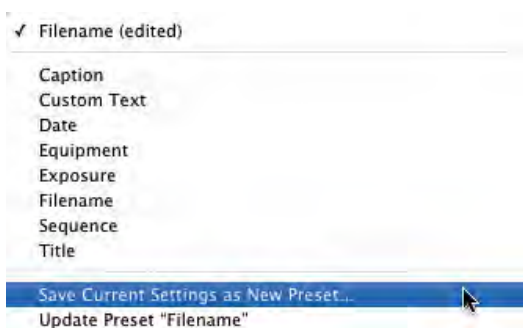 ✓ Filename (edited)
Caption
Custom Text
Date
Equipment
Exposure
Filename
Sequence
Title
Save Current Settings as New Preset...
Update Preset "Filename"